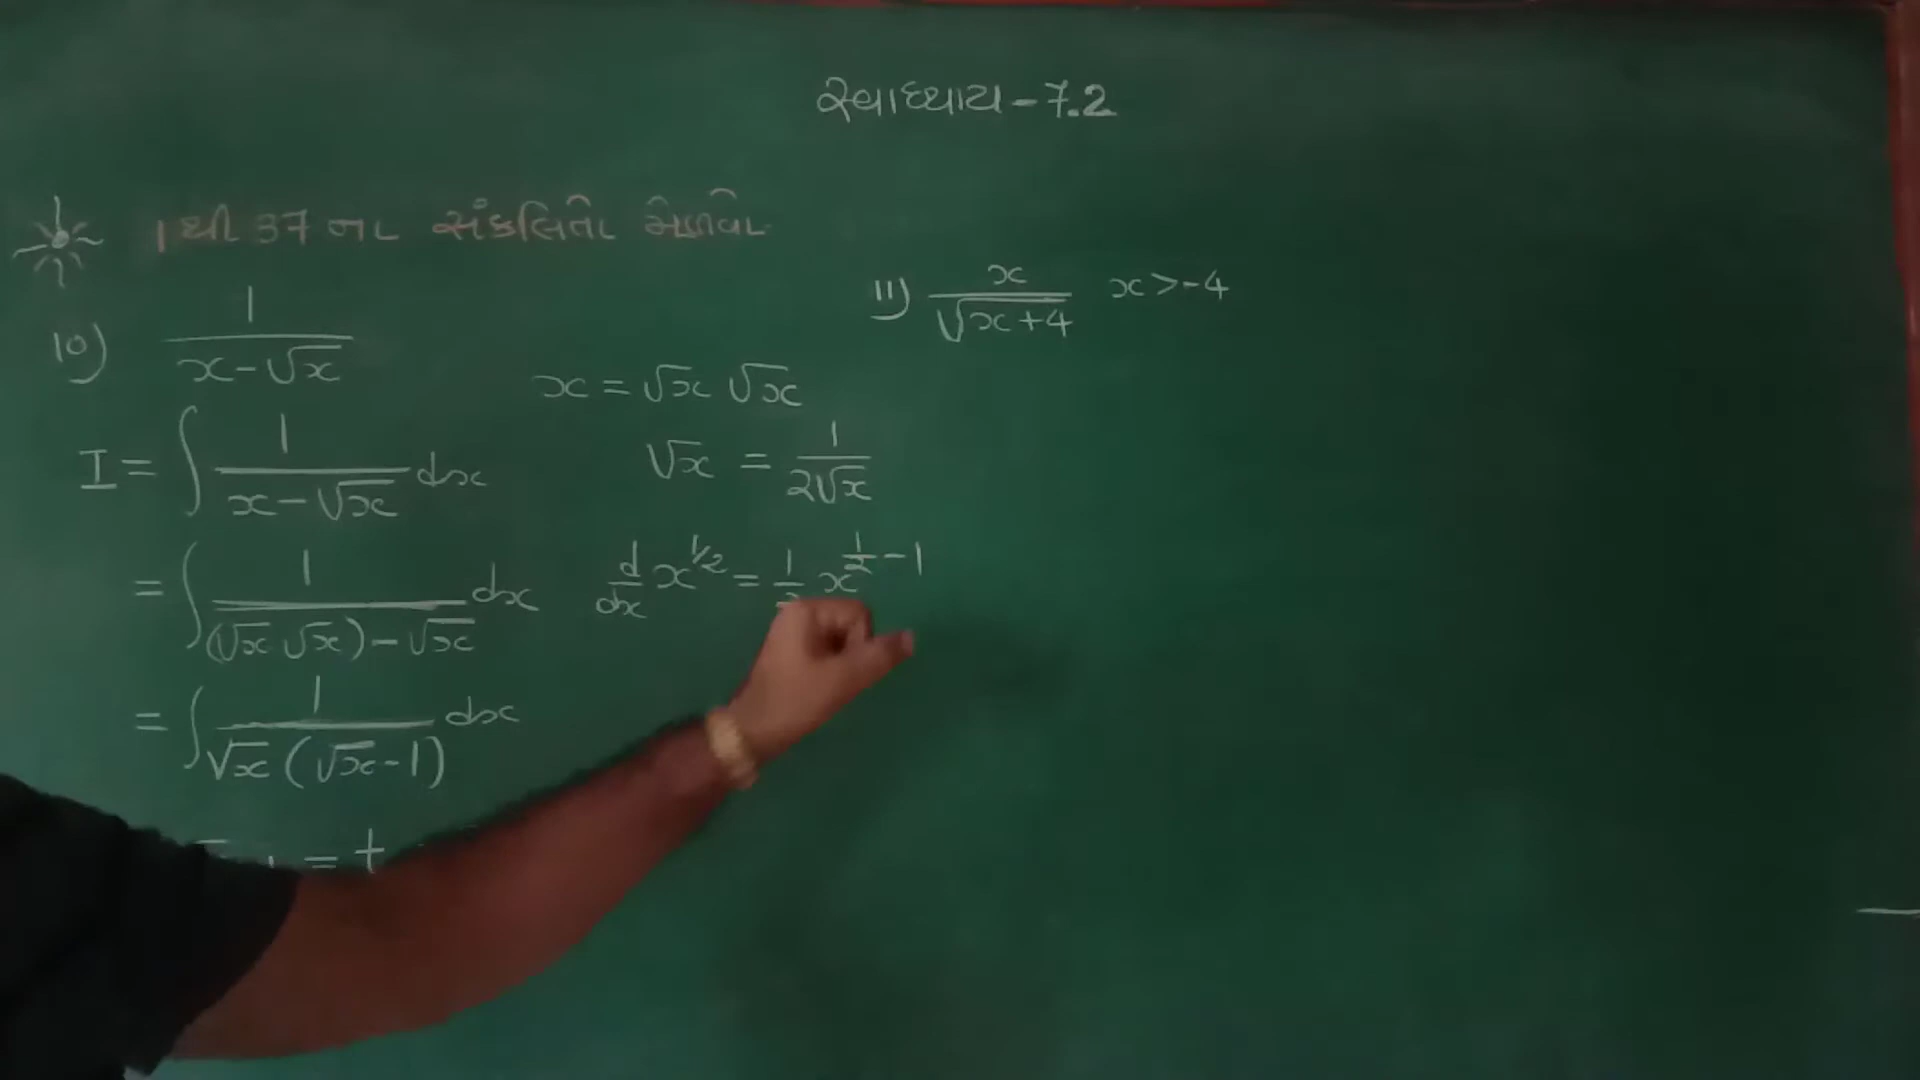 સ્વાધ્યાય - 7.2
1 થી 37 ના સંકલિતો મેળવો.
10) 1/(x-√x)
I = ∫ 1/(x-√x) dx
= ∫ 1/((√x √x)-√x) dx
= ∫ 1/(√x (√x-1)) dx
= t
x = √x √x
√x = 1/(2√x)
d/dx x^(1/2) = 1/2 x^(1/2 - 1)
11) x/√(x+4) x > -4